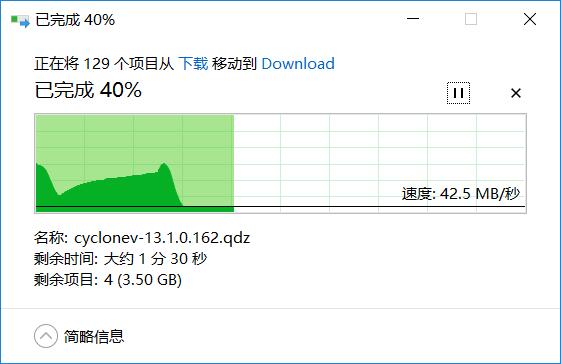 已完成 40%
正在将 129 个项目从 下载 移动到 Download
已完成 40%
速度: 42.5 MB/秒
名称: cyclonev-13.1.0.162.qdz
剩余时间: 大约 1 分 30 秒
剩余项目: 4 (3.50 GB)
简略信息